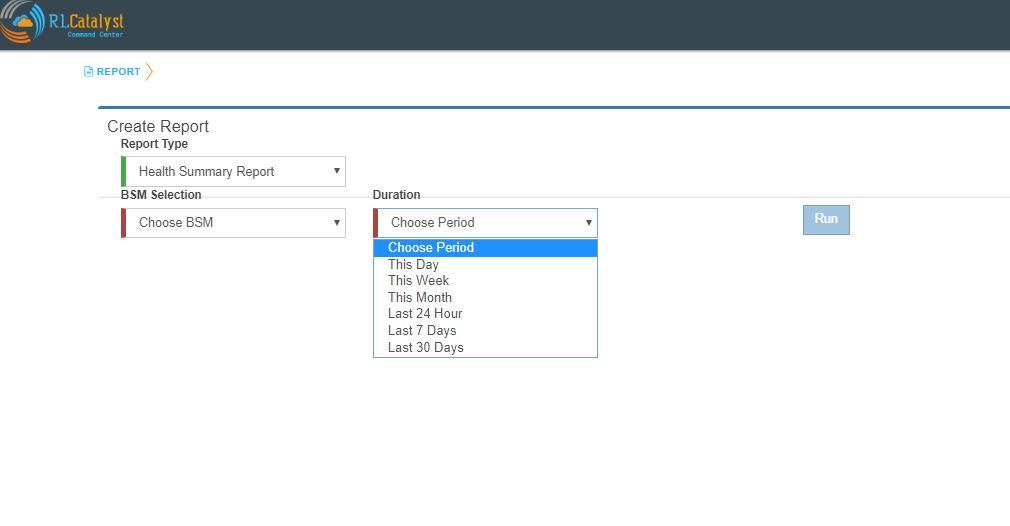 RLCatalyst
Command Center
REPORT
Create Report
Report Type
Health Summary Report
BSM Selection
Duration
Choose BSM
Choose Period
Run
Choose Period
This Day
This Week
This Month
Last 24 Hour
Last 7 Days
Last 30 Days